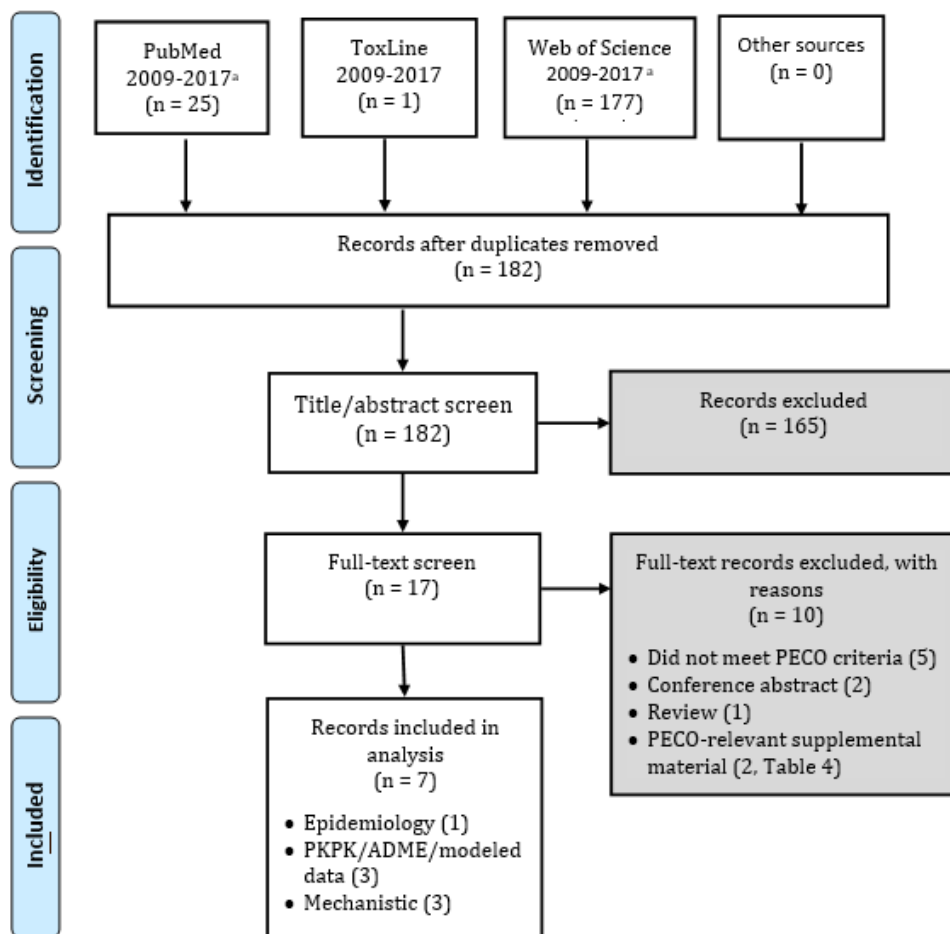 Identification
PubMed
2009-2017ᵃ
(n = 25)
ToxLine
2009-2017
(n = 1)
Web of Science
2009-2017ᵃ
(n = 177)
Other sources
(n = 0)
Records after duplicates removed
(n = 182)
Screening
Title/abstract screen
(n = 182)
Records excluded
(n = 165)
Eligibility
Full-text screen
(n = 17)
Full-text records excluded, with
reasons
(n = 10)
• Did not meet PECO criteria (5)
• Conference abstract (2)
• Review (1)
• PECO-relevant supplemental
material (2, Table 4)
Included
Records included in
analysis
(n = 7)
• Epidemiology (1)
• PKPK/ADME/modeled
data (3)
• Mechanistic (3)